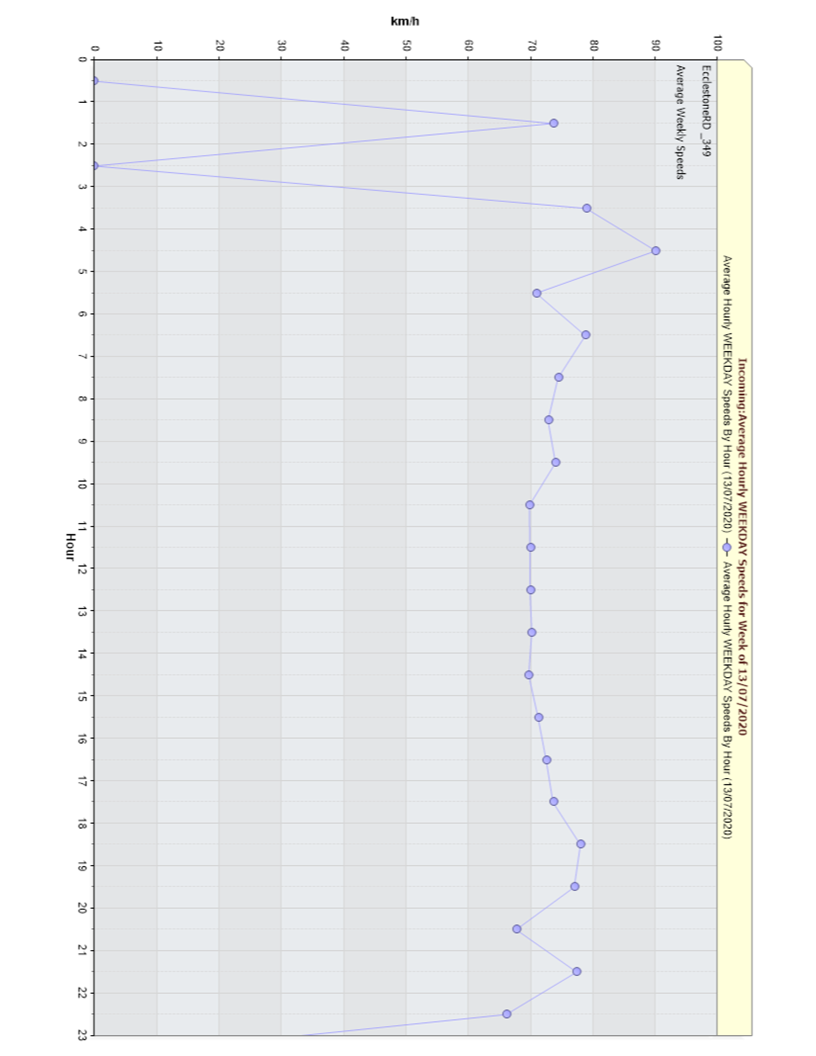 Incoming:Average Hourly WEEKDAY Speeds for Week of 13/07/2020
Average Hourly WEEKDAY Speeds By Hour (13/07/2020) Average Hourly WEEKDAY Speeds By Hour (13/07/2020)
EcclestoneRD _349
Average Weekly Speeds
km/h
100
90
80
70
60
50
40
30
20
10
0
0 1 2 3 4 5 6 7 8 9 10 11 12 13 14 15 16 17 18 19 20 21 22 23
Hour